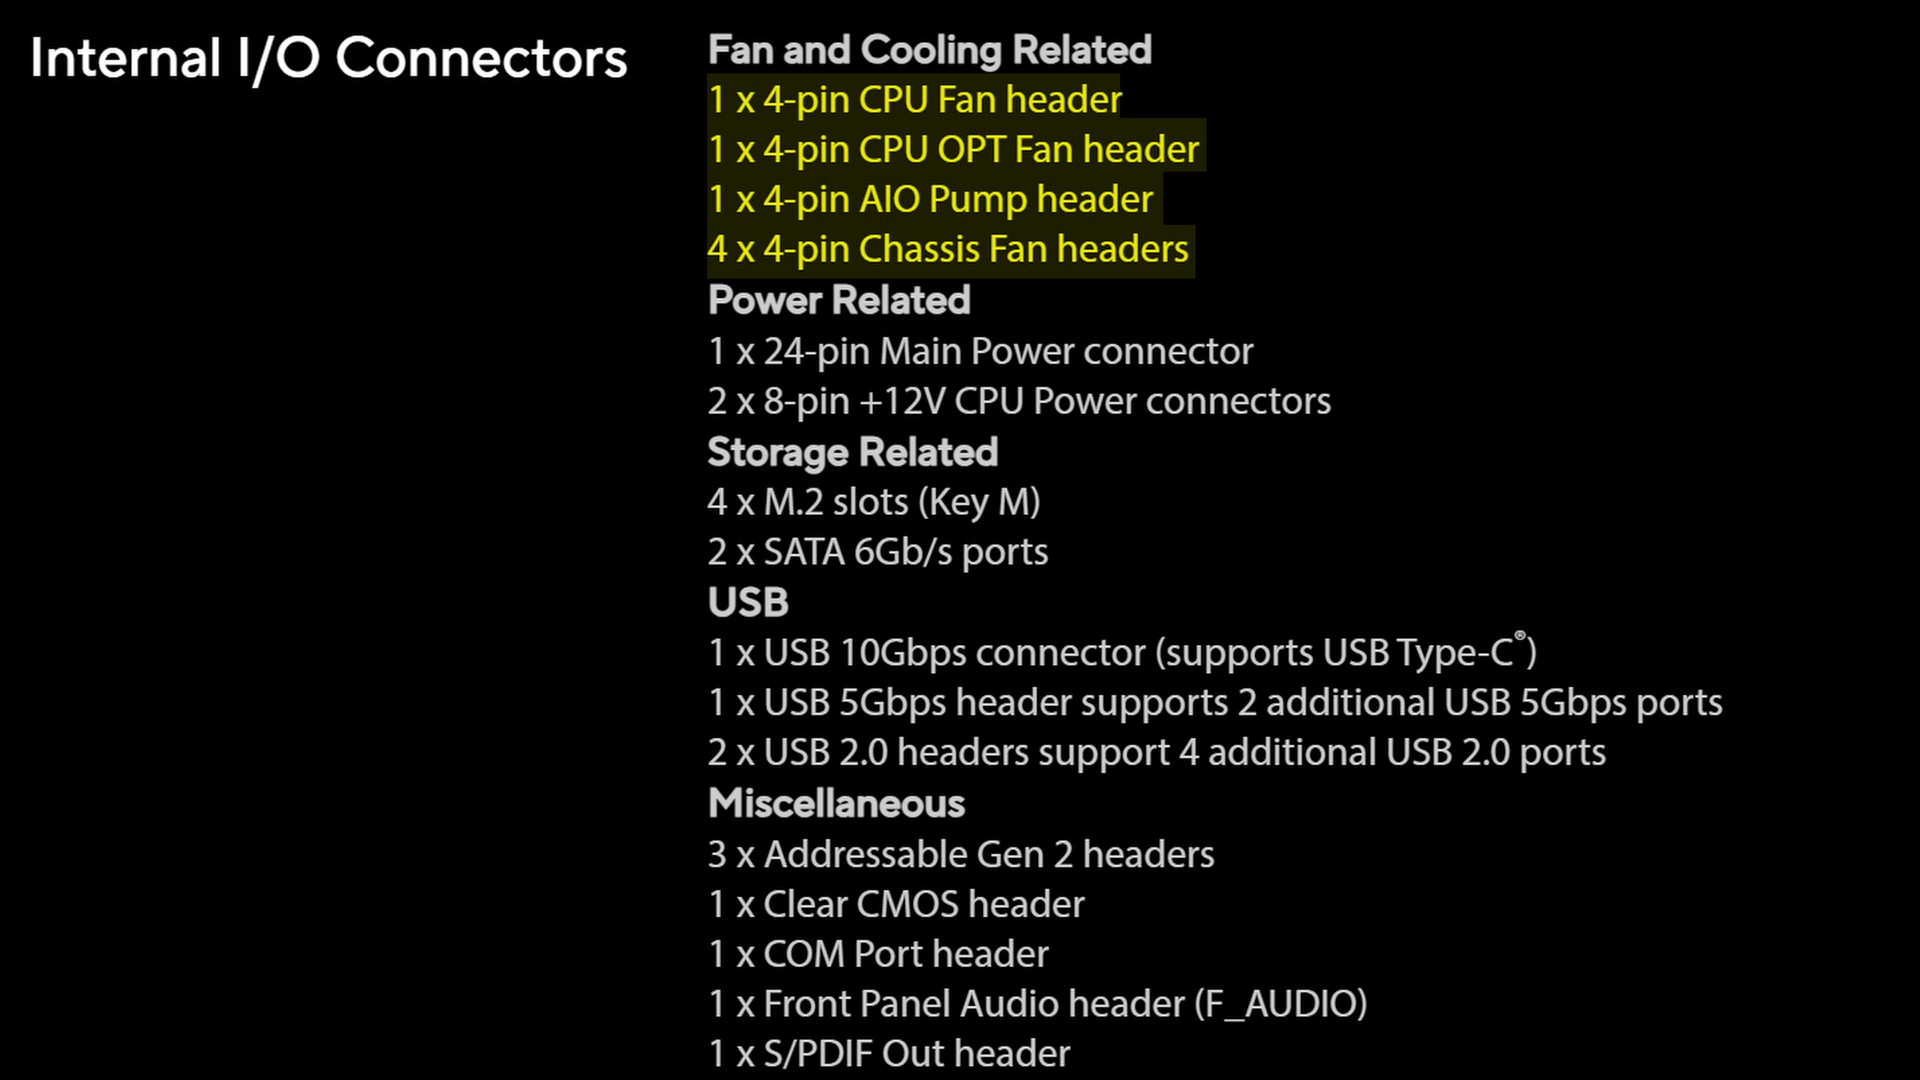 Internal I/O Connectors
Fan and Cooling Related
1 x 4-pin CPU Fan header
1 x 4-pin CPU OPT Fan header
1 x 4-pin AIO Pump header
4 x 4-pin Chassis Fan headers
Power Related
1 x 24-pin Main Power connector
2 x 8-pin +12V CPU Power connectors
Storage Related
4 x M.2 slots (Key M)
2 x SATA 6Gb/s ports
USB
1 x USB 10Gbps connector (supports USB Type-C®)
1 x USB 5Gbps header supports 2 additional USB 5Gbps ports
2 x USB 2.0 headers support 4 additional USB 2.0 ports
Miscellaneous
3 x Addressable Gen 2 headers
1 x Clear CMOS header
1 x COM Port header
1 x Front Panel Audio header (F_AUDIO)
1 x S/PDIF Out header